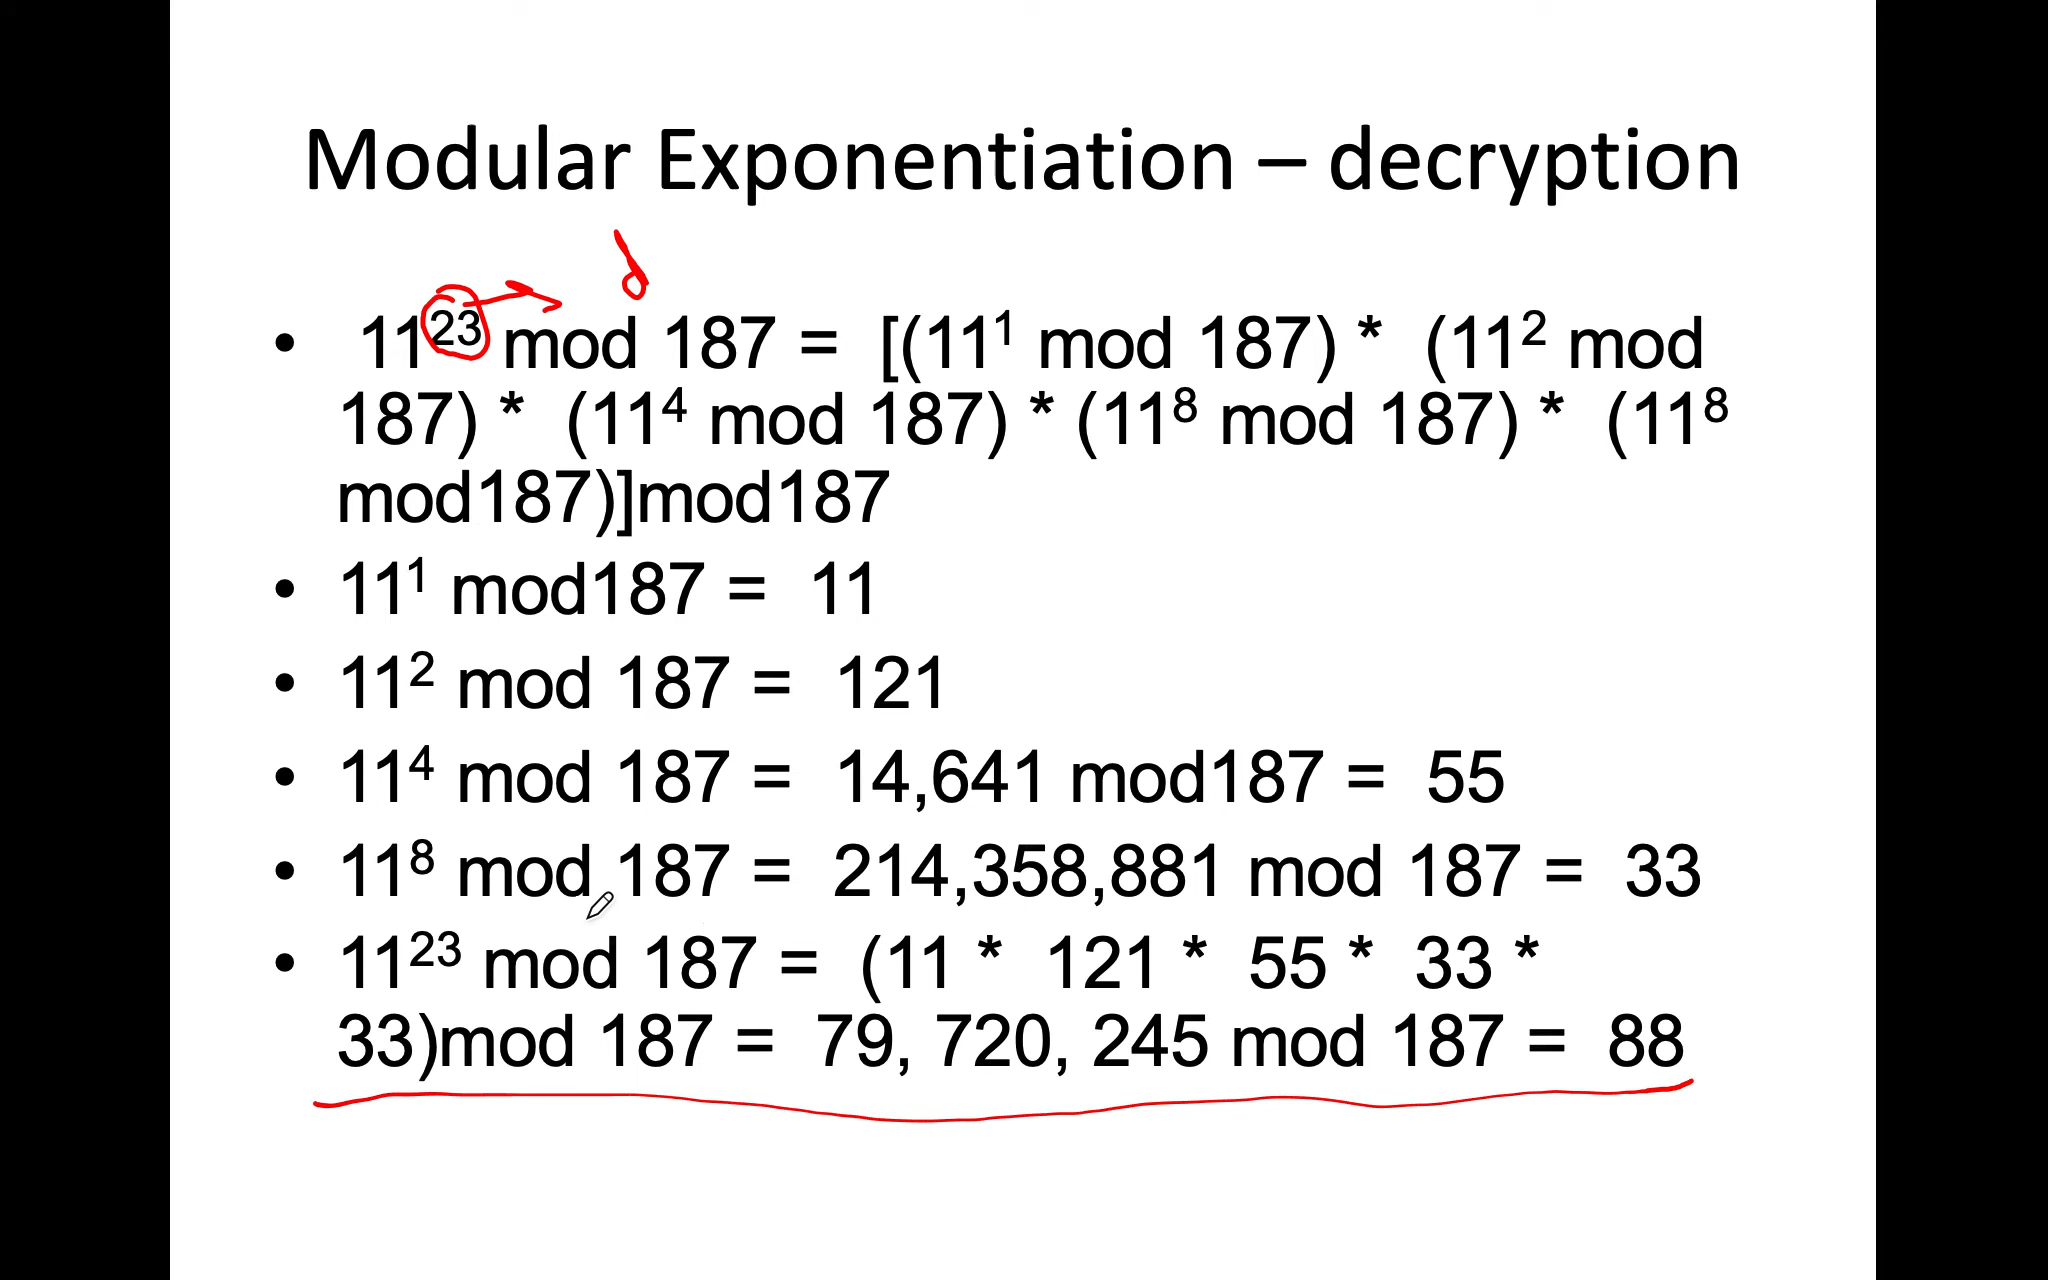 Modular Exponentiation – decryption
d
• 11²³ mod 187 = [(11¹ mod 187) * (11² mod
187) * (11⁴ mod 187) * (11⁸ mod 187) * (11⁸
mod187)]mod187
• 11¹ mod187 = 11
• 11² mod 187 = 121
• 11⁴ mod 187 = 14,641 mod187 = 55
• 11⁸ mod 187 = 214,358,881 mod 187 = 33
• 11²³ mod 187 = (11 * 121 * 55 * 33 *
33)mod 187 = 79, 720, 245 mod 187 = 88